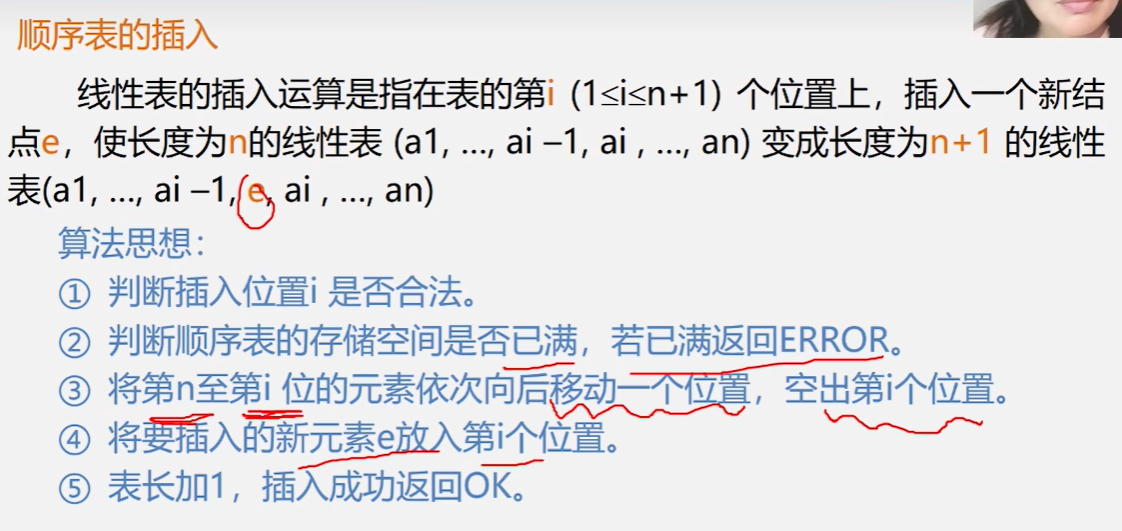 顺序表的插入
线性表的插入运算是指在表的第i (1≤i≤n+1) 个位置上，插入一个新结
点e，使长度为n的线性表 (a1, ..., ai –1, ai , ..., an) 变成长度为n+1 的线性
表(a1, ..., ai –1, e, ai , ..., an)
算法思想：
① 判断插入位置i 是否合法。
② 判断顺序表的存储空间是否已满，若已满返回ERROR。
③ 将第n至第i 位的元素依次向后移动一个位置，空出第i个位置。
④ 将要插入的新元素e放入第i个位置。
⑤ 表长加1，插入成功返回OK。